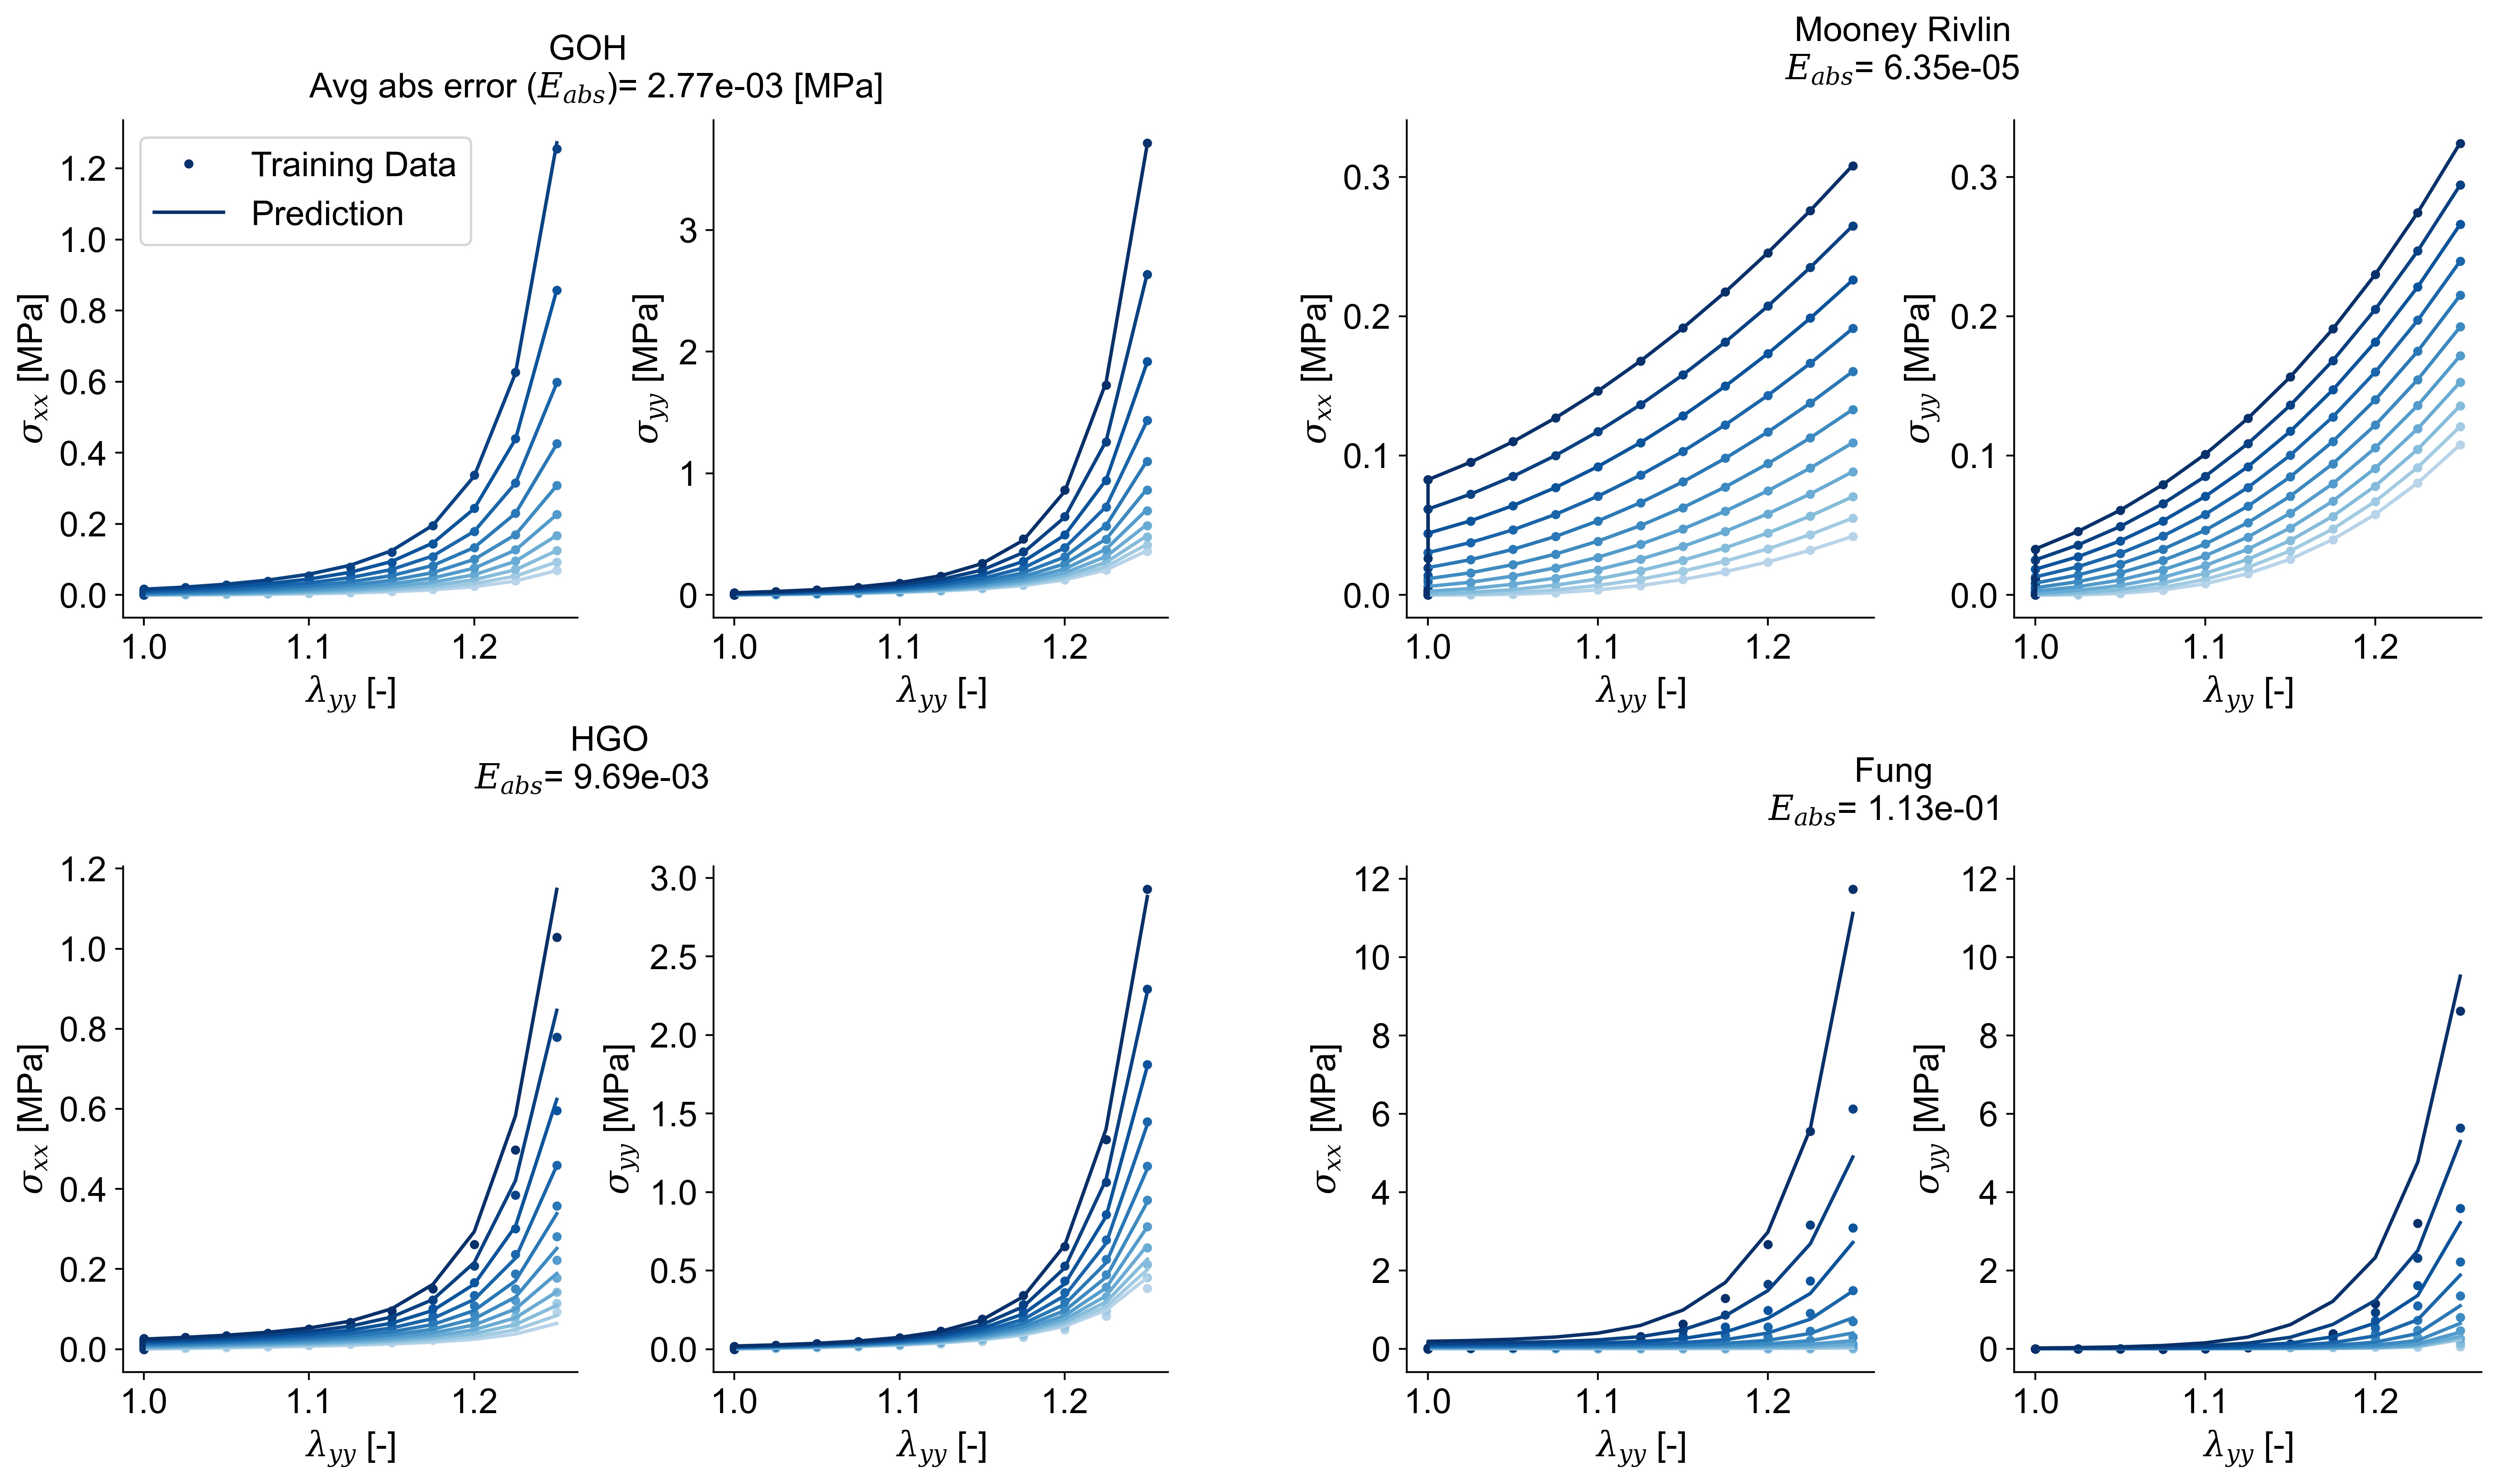 GOH
Avg abs error (E_abs)= 2.77e-03 [MPa]
Training Data
Prediction
1.2
1.0
0.8
0.6
0.4
0.2
0.0
σ_xx [MPa]
1.0 1.1 1.2
λ_yy [-]
3
2
1
0
σ_yy [MPa]
1.0 1.1 1.2
λ_yy [-]
Mooney Rivlin
E_abs= 6.35e-05
0.3
0.2
0.1
0.0
σ_xx [MPa]
1.0 1.1 1.2
λ_yy [-]
0.3
0.2
0.1
0.0
σ_yy [MPa]
1.0 1.1 1.2
λ_yy [-]
HGO
E_abs= 9.69e-03
1.2
1.0
0.8
0.6
0.4
0.2
0.0
σ_xx [MPa]
1.0 1.1 1.2
λ_yy [-]
3.0
2.5
2.0
1.5
1.0
0.5
0.0
σ_yy [MPa]
1.0 1.1 1.2
λ_yy [-]
Fung
E_abs= 1.13e-01
12
10
8
6
4
2
0
σ_xx [MPa]
1.0 1.1 1.2
λ_yy [-]
12
10
8
6
4
2
0
σ_yy [MPa]
1.0 1.1 1.2
λ_yy [-]